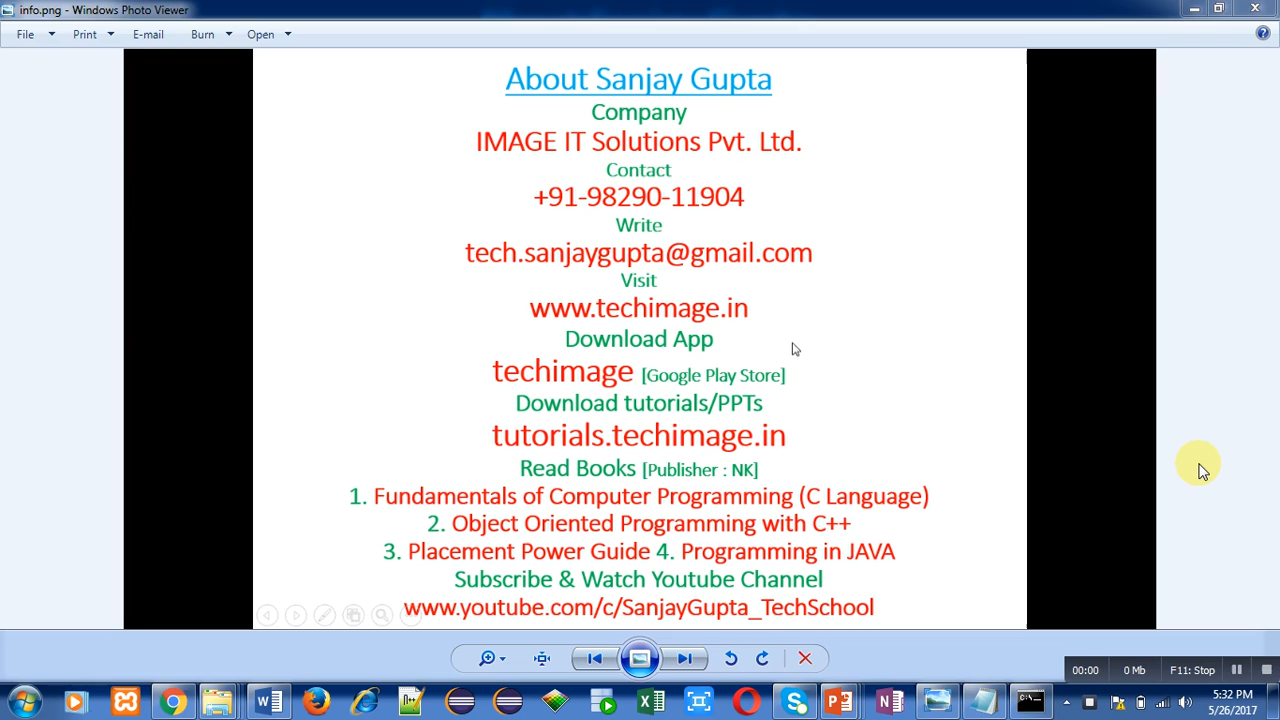 info.png - Windows Photo Viewer
File Print E-mail Burn Open
About Sanjay Gupta
Company
IMAGE IT Solutions Pvt. Ltd.
Contact
+91-98290-11904
Write
tech.sanjaygupta@gmail.com
Visit
www.techimage.in
Download App
techimage [Google Play Store]
Download tutorials/PPTs
tutorials.techimage.in
Read Books [Publisher : NK]
1. Fundamentals of Computer Programming (C Language)
2. Object Oriented Programming with C++
3. Placement Power Guide 4. Programming in JAVA
Subscribe & Watch Youtube Channel
www.youtube.com/c/SanjayGupta_TechSchool
00:00 0 Mb F11: Stop
5:32 PM
5/26/2017